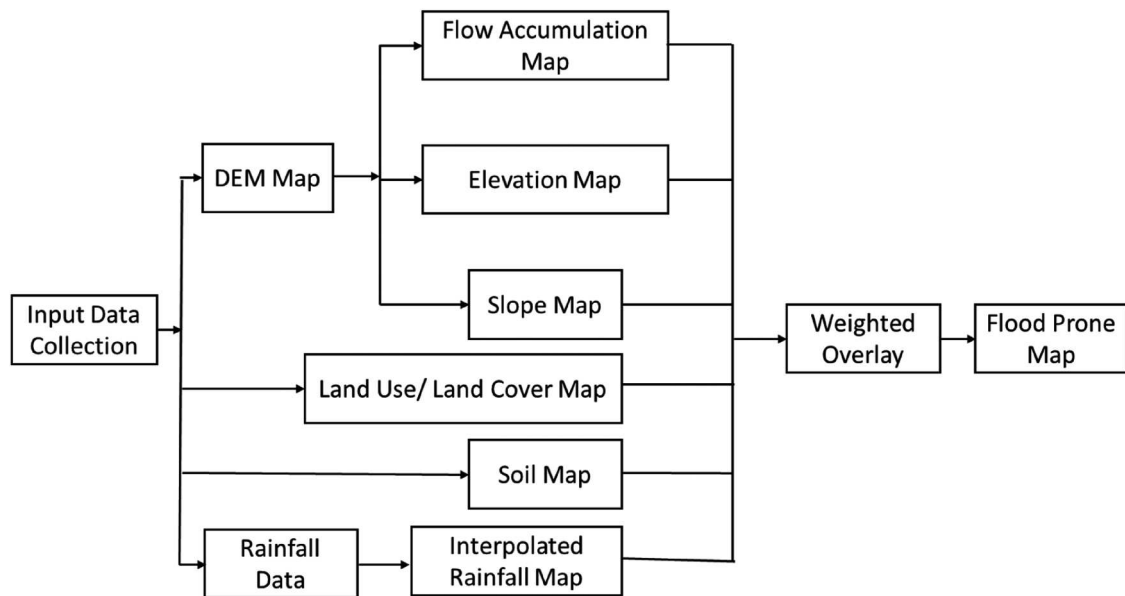 Flow Accumulation
Map
DEM Map
Elevation Map
Slope Map
Input Data
Collection
Weighted
Overlay
Flood Prone
Map
Land Use/ Land Cover Map
Soil Map
Rainfall
Data
Interpolated
Rainfall Map